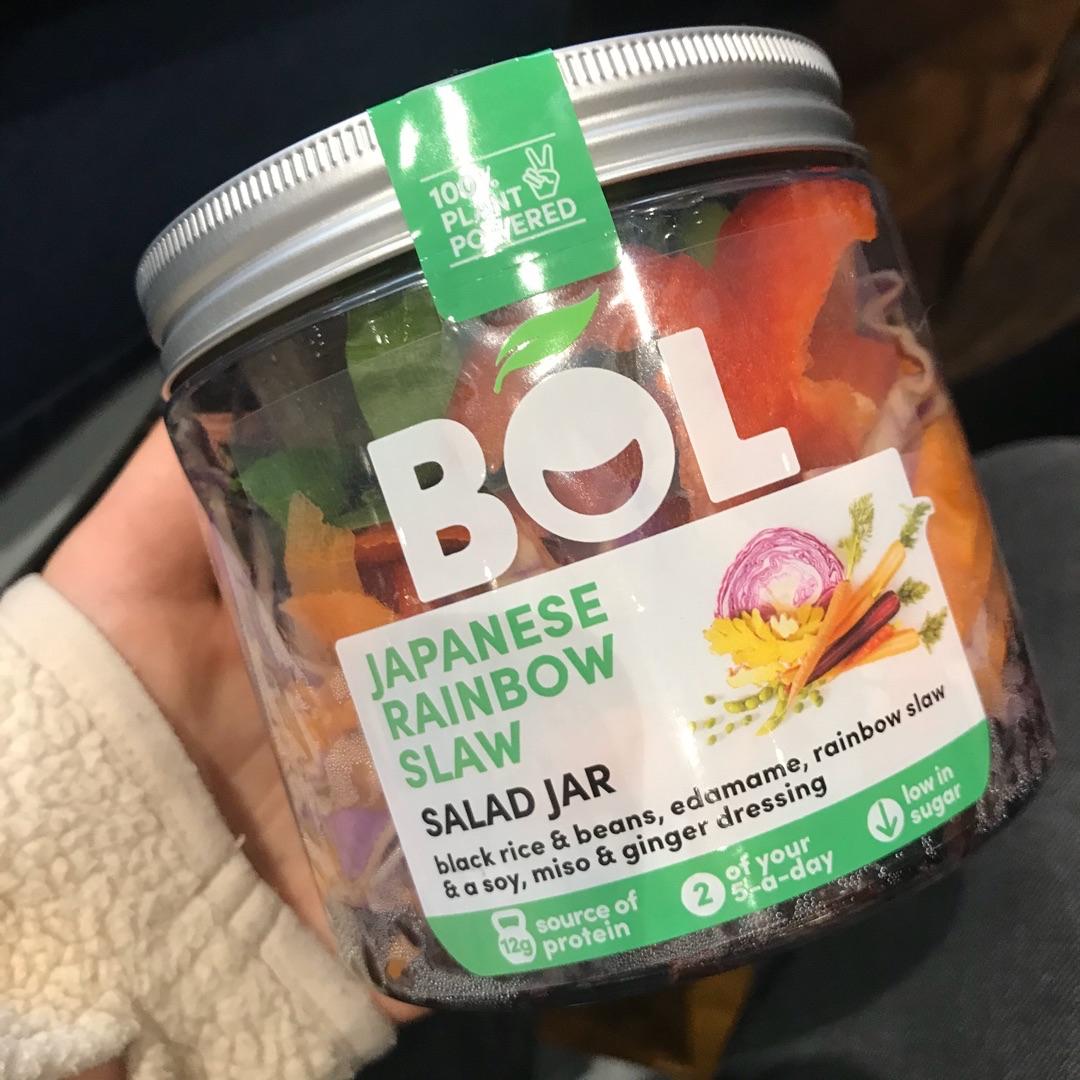 100%
PLANT
POWERED
BOL
JAPANESE
RAINBOW
SLAW
SALAD JAR
black rice & beans, edamame, rainbow slaw
& a soy, miso & ginger dressing
12g
source of
protein
2
of your
5-a-day
low in
sugar